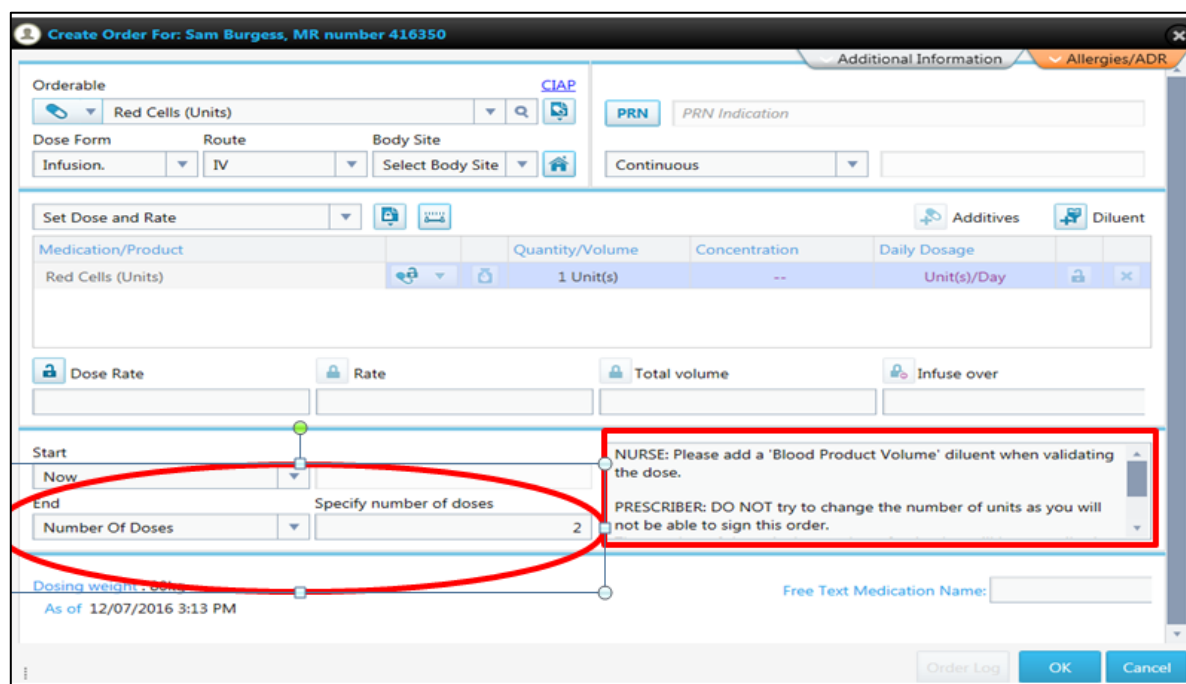 Create Order For: Sam Burgess, MR number 416350
Additional Information
Allergies/ADR
Orderable
CIAP
Red Cells (Units)
PRN
PRN Indication
Dose Form
Route
Body Site
Infusion.
IV
Select Body Site
Continuous
Set Dose and Rate
Additives
Diluent
Medication/Product
Quantity/Volume
Concentration
Daily Dosage
Red Cells (Units)
1 Unit(s)
--
Unit(s)/Day
Dose Rate
Rate
Total volume
Infuse over
Start
Now
End
Specify number of doses
Number Of Doses
2
NURSE: Please add a 'Blood Product Volume' diluent when validating
the dose.
PRESCRIBER: DO NOT try to change the number of units as you will
not be able to sign this order.
Dosing weight :
As of 12/07/2016 3:13 PM
Free Text Medication Name:
Order Log
OK
Cancel